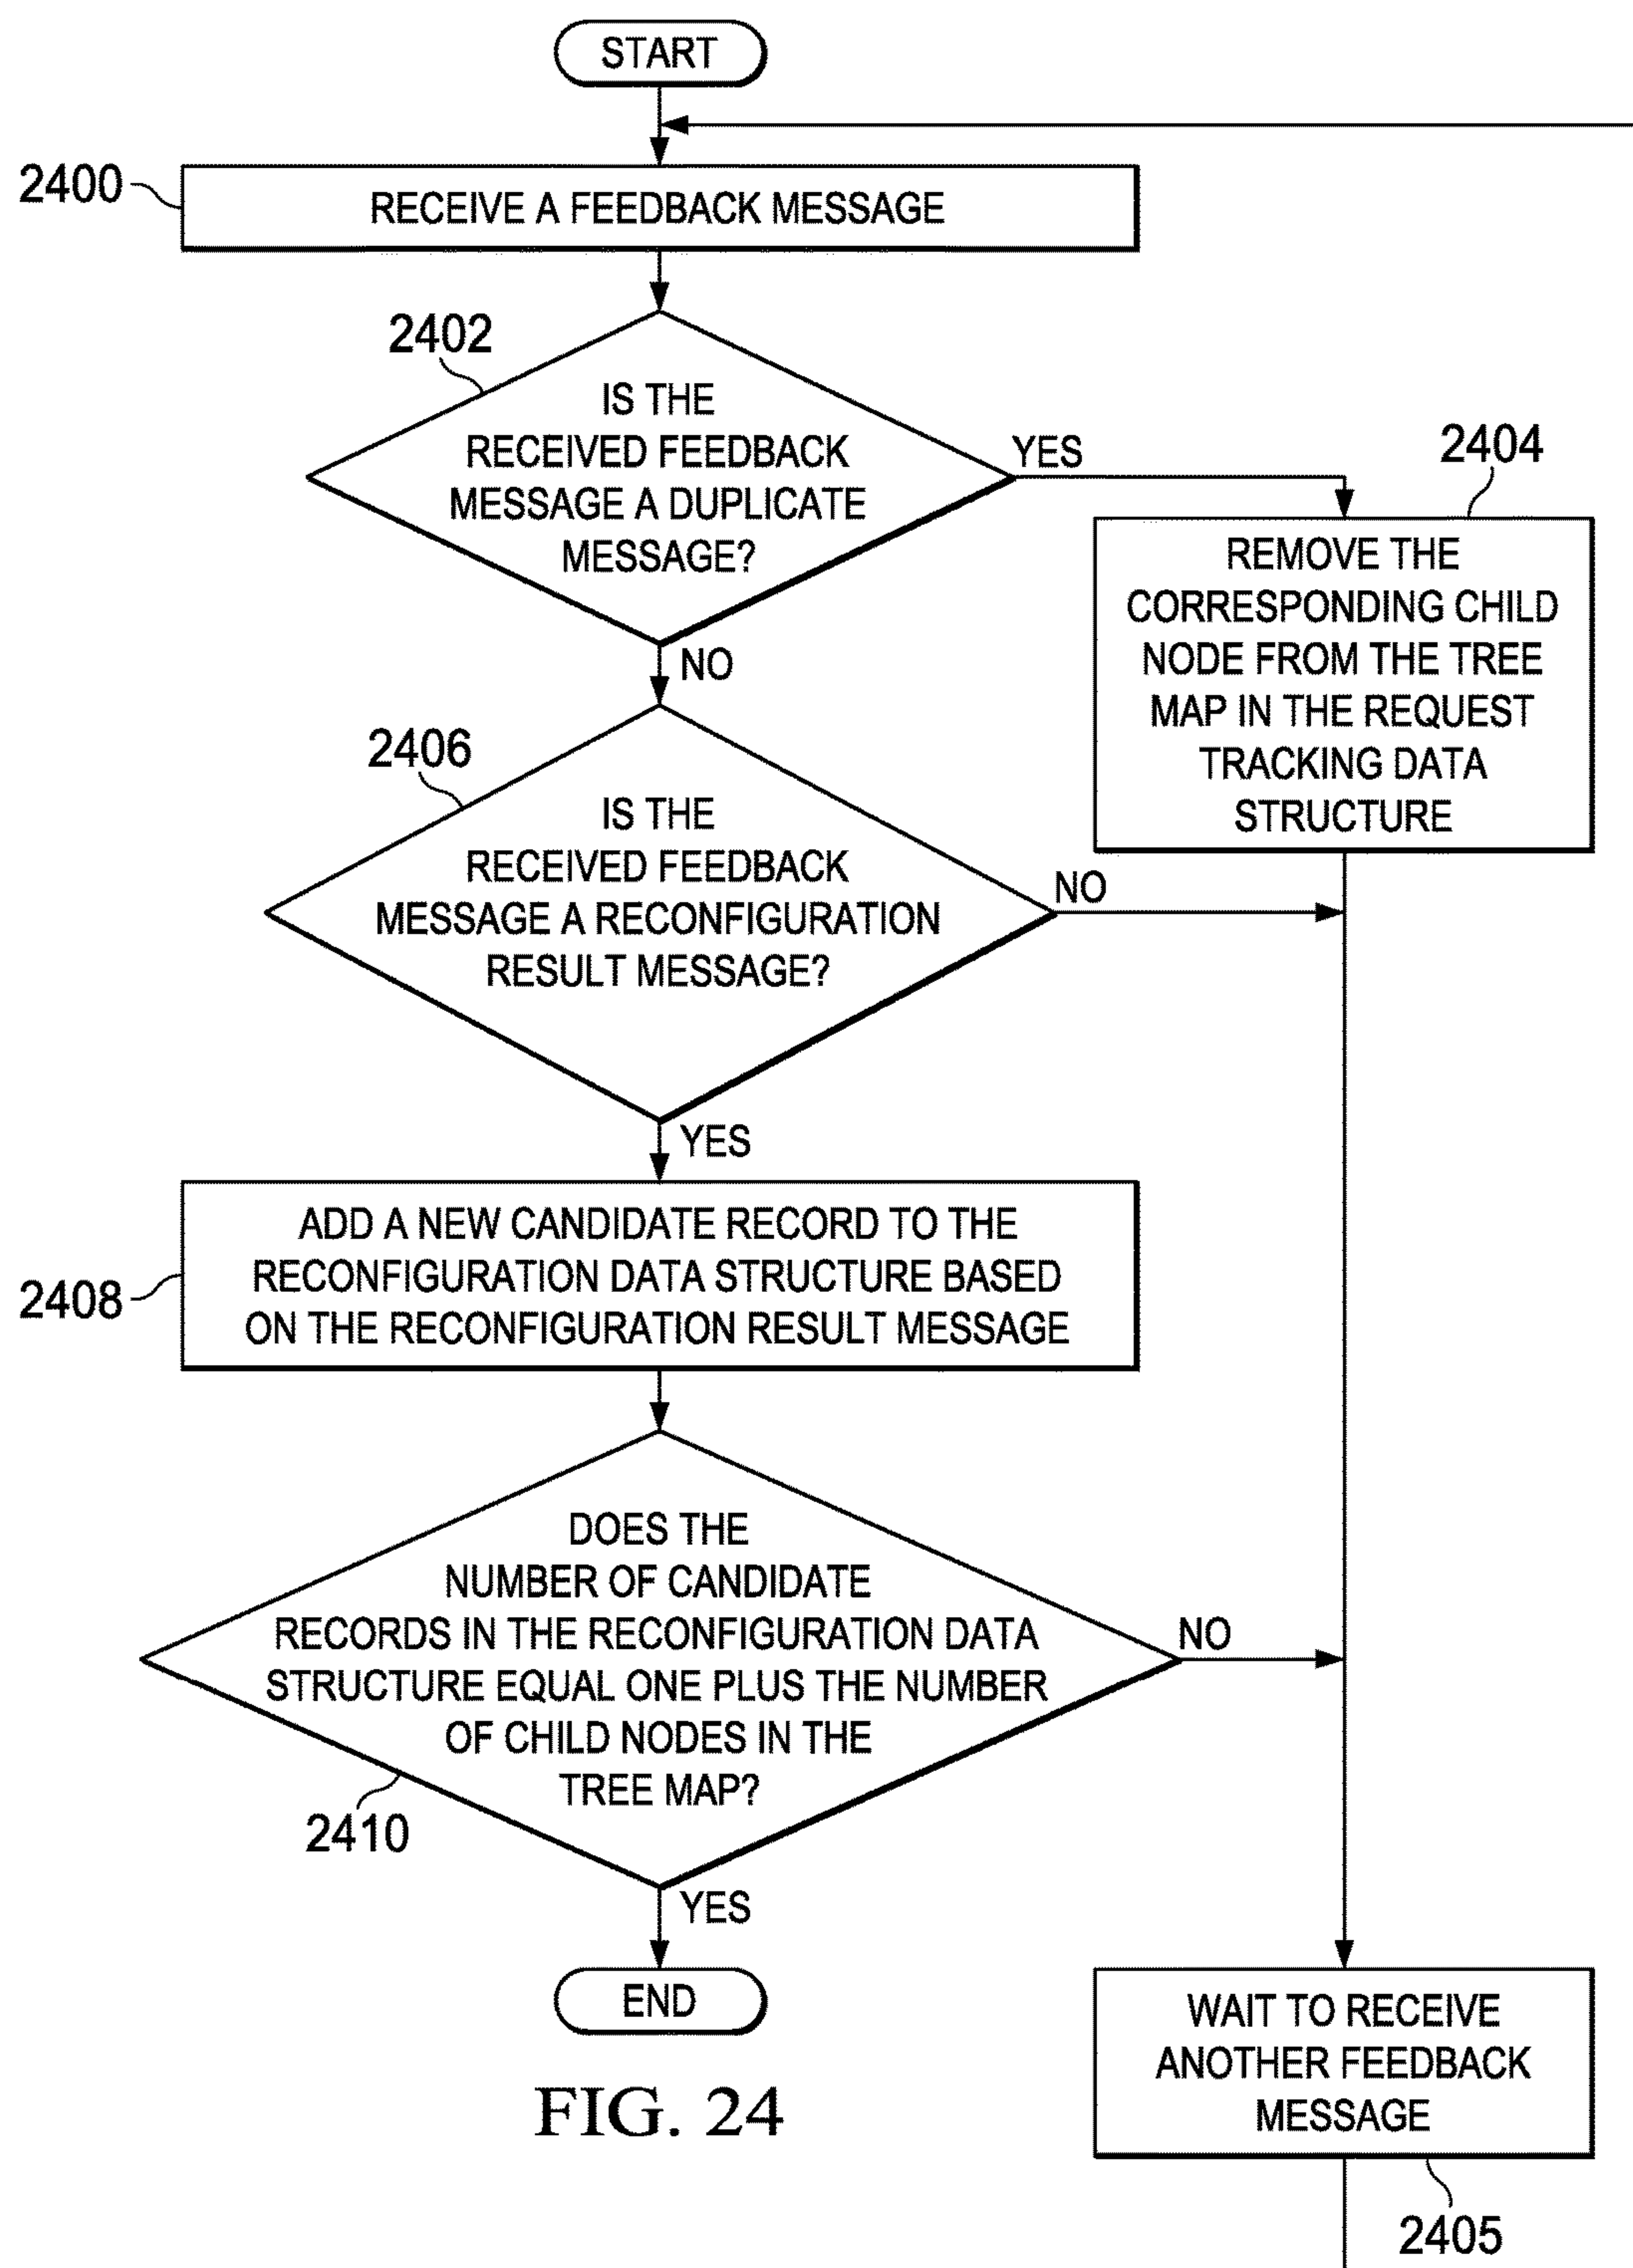 START
2400
RECEIVE A FEEDBACK MESSAGE
2402
IS THE
RECEIVED FEEDBACK
MESSAGE A DUPLICATE
MESSAGE?
YES
NO
2404
REMOVE THE
CORRESPONDING CHILD
NODE FROM THE TREE
MAP IN THE REQUEST
TRACKING DATA
STRUCTURE
2406
IS THE
RECEIVED FEEDBACK
MESSAGE A RECONFIGURATION
RESULT MESSAGE?
NO
YES
2408
ADD A NEW CANDIDATE RECORD TO THE
RECONFIGURATION DATA STRUCTURE BASED
ON THE RECONFIGURATION RESULT MESSAGE
DOES THE
NUMBER OF CANDIDATE
RECORDS IN THE RECONFIGURATION DATA
STRUCTURE EQUAL ONE PLUS THE NUMBER
OF CHILD NODES IN THE
TREE MAP?
NO
2410
YES
END
WAIT TO RECEIVE
ANOTHER FEEDBACK
MESSAGE
2405
FIG. 24